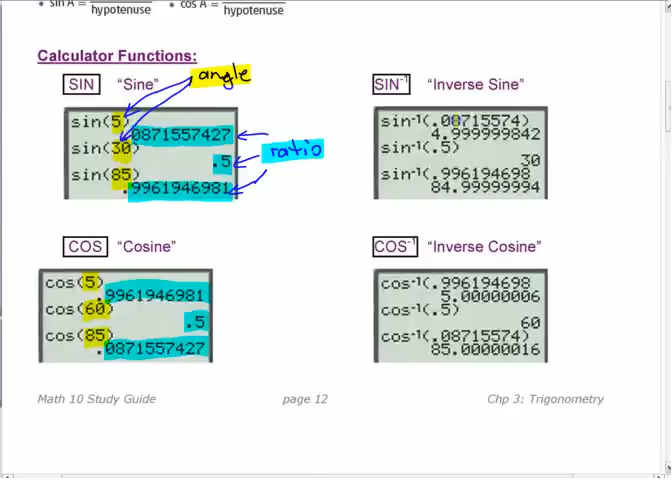 • sin A = hypotenuse • cos A = hypotenuse
Calculator Functions:
SIN "Sine" angle SIN⁻¹ "Inverse Sine"
sin(5)
.0871557427
sin(30)
.5
sin(85)
.9961946981
ratio
sin⁻¹(.08715574)
4.999999842
sin⁻¹(.5)
30
sin⁻¹(.996194698
84.99999994
COS "Cosine" COS⁻¹ "Inverse Cosine"
cos(5)
.9961946981
cos(60)
.5
cos(85)
.0871557427
cos⁻¹(.996194698
5.00000006
cos⁻¹(.5)
60
cos⁻¹(.08715574)
85.00000016
Math 10 Study Guide page 12 Chp 3: Trigonometry